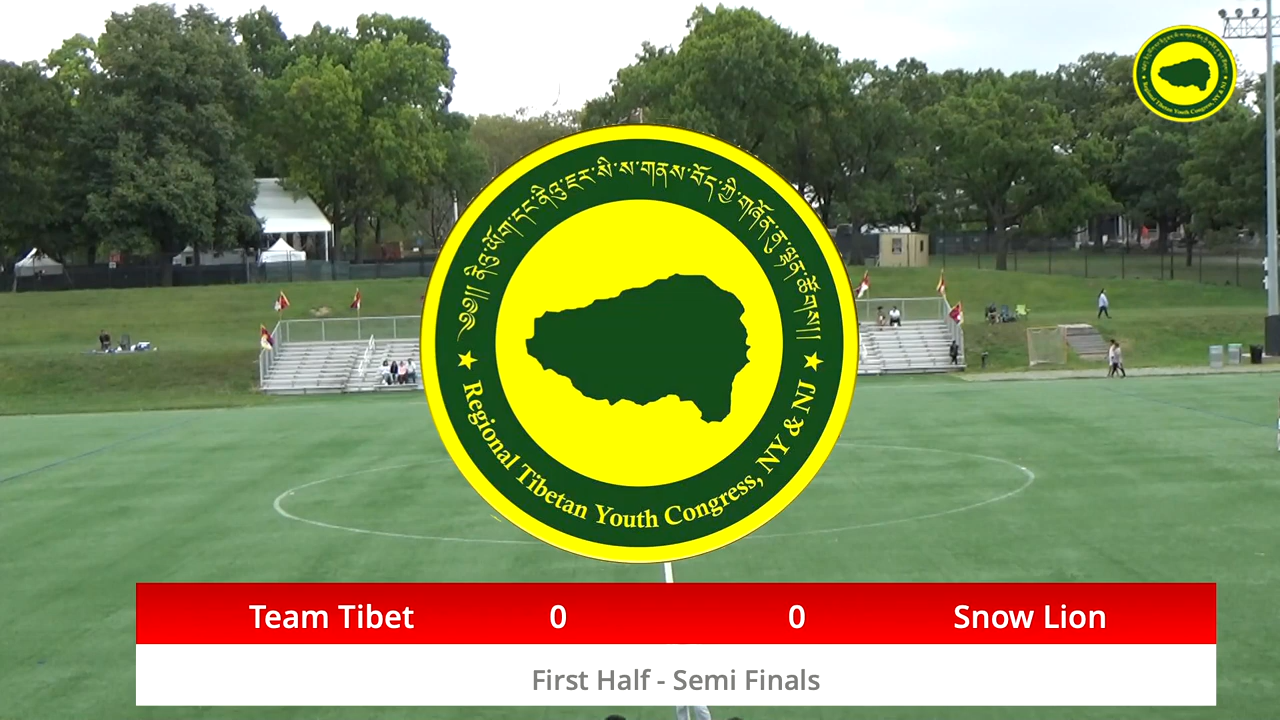 ༄༅།། ནིའུ་ཡོག་དང་ནིའུ་ཇར་སི་ས་གནས་བོད་ཀྱི་གཞོན་ནུ་ལྷན་ཚོགས།།
Regional Tibetan Youth Congress, NY & NJ
Team Tibet 0 0 Snow Lion
First Half - Semi Finals